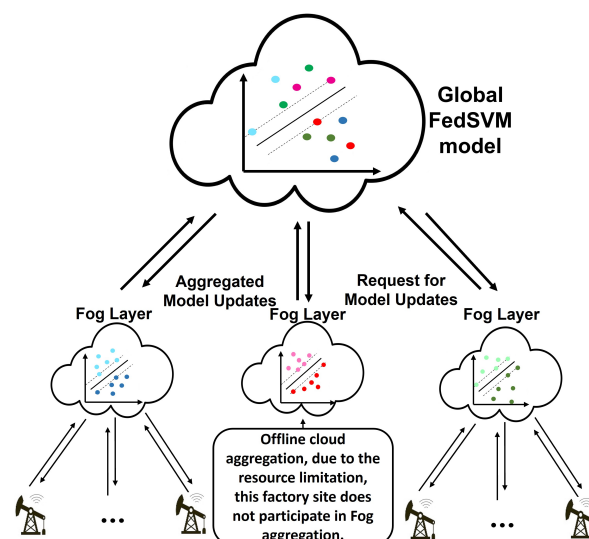 Global
FedSVM
model
Aggregated
Model Updates
Request for
Model Updates
Fog Layer
Fog Layer
Fog Layer
Offline cloud
aggregation, due to the
resource limitation,
this factory site does
not participate in Fog
aggregation.
...
...